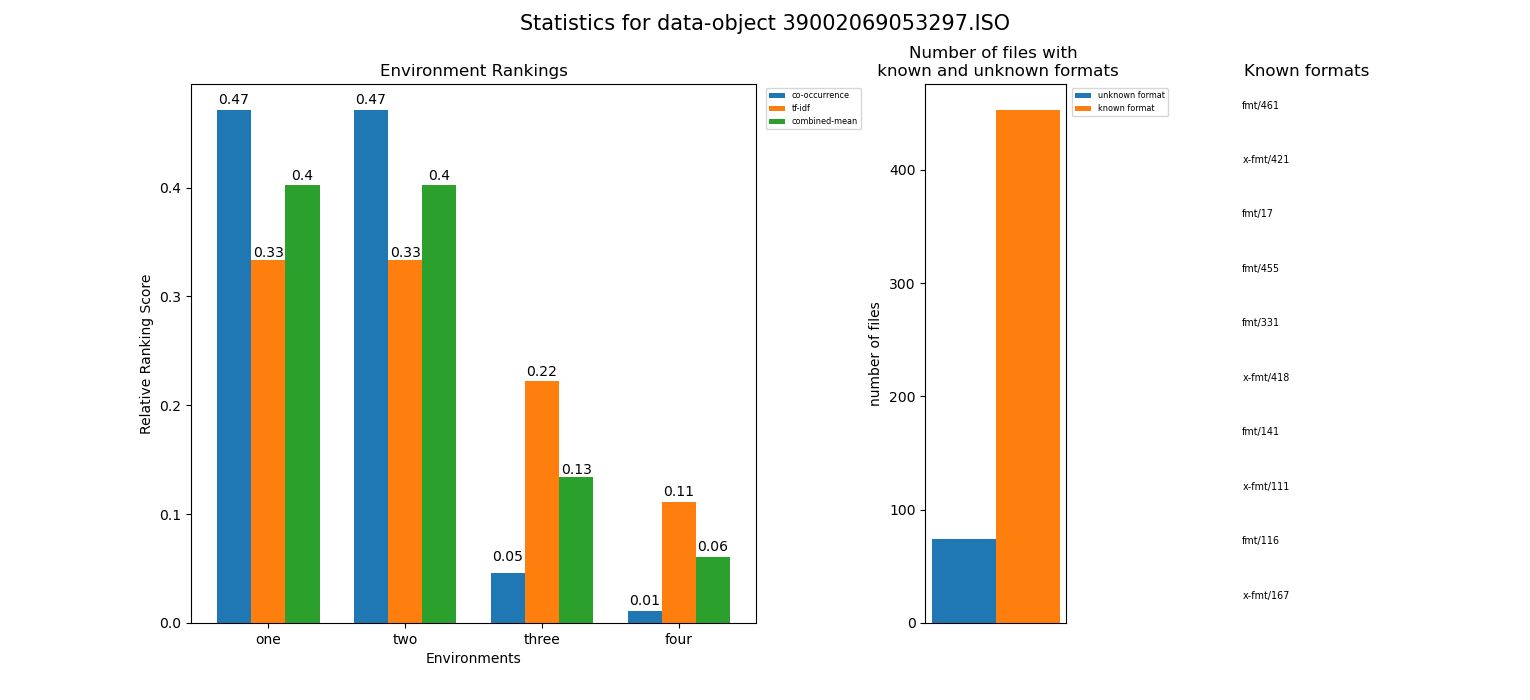 Statistics for data-object 39002069053297.ISO
Environment Rankings
0.47
0.47
0.4
0.4
0.33
0.33
0.22
0.13
0.11
0.05
0.06
0.01
0.4
0.3
0.2
0.1
0.0
Relative Ranking Score
one two three four
Environments
co-occurrence
tf-idf
combined-mean
Number of files with
known and unknown formats
400
300
200
100
0
number of files
unknown format
known format
Known formats
fmt/461
x-fmt/421
fmt/17
fmt/455
fmt/331
x-fmt/418
fmt/141
x-fmt/111
fmt/116
x-fmt/167